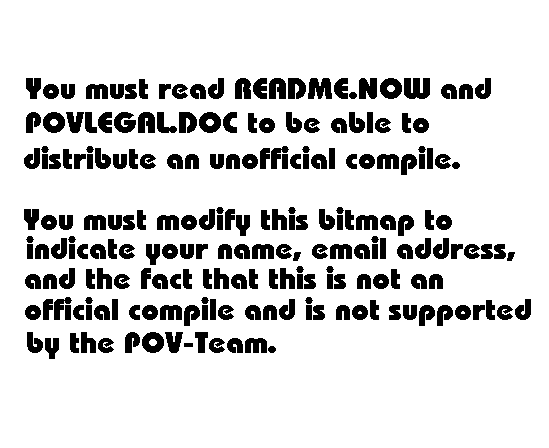 You must read README.NOW and
POVLEGAL.DOC to be able to
distribute an unofficial compile.
You must modify this bitmap to
indicate your name, email address,
and the fact that this is not an
official compile and is not supported
by the POV-Team.